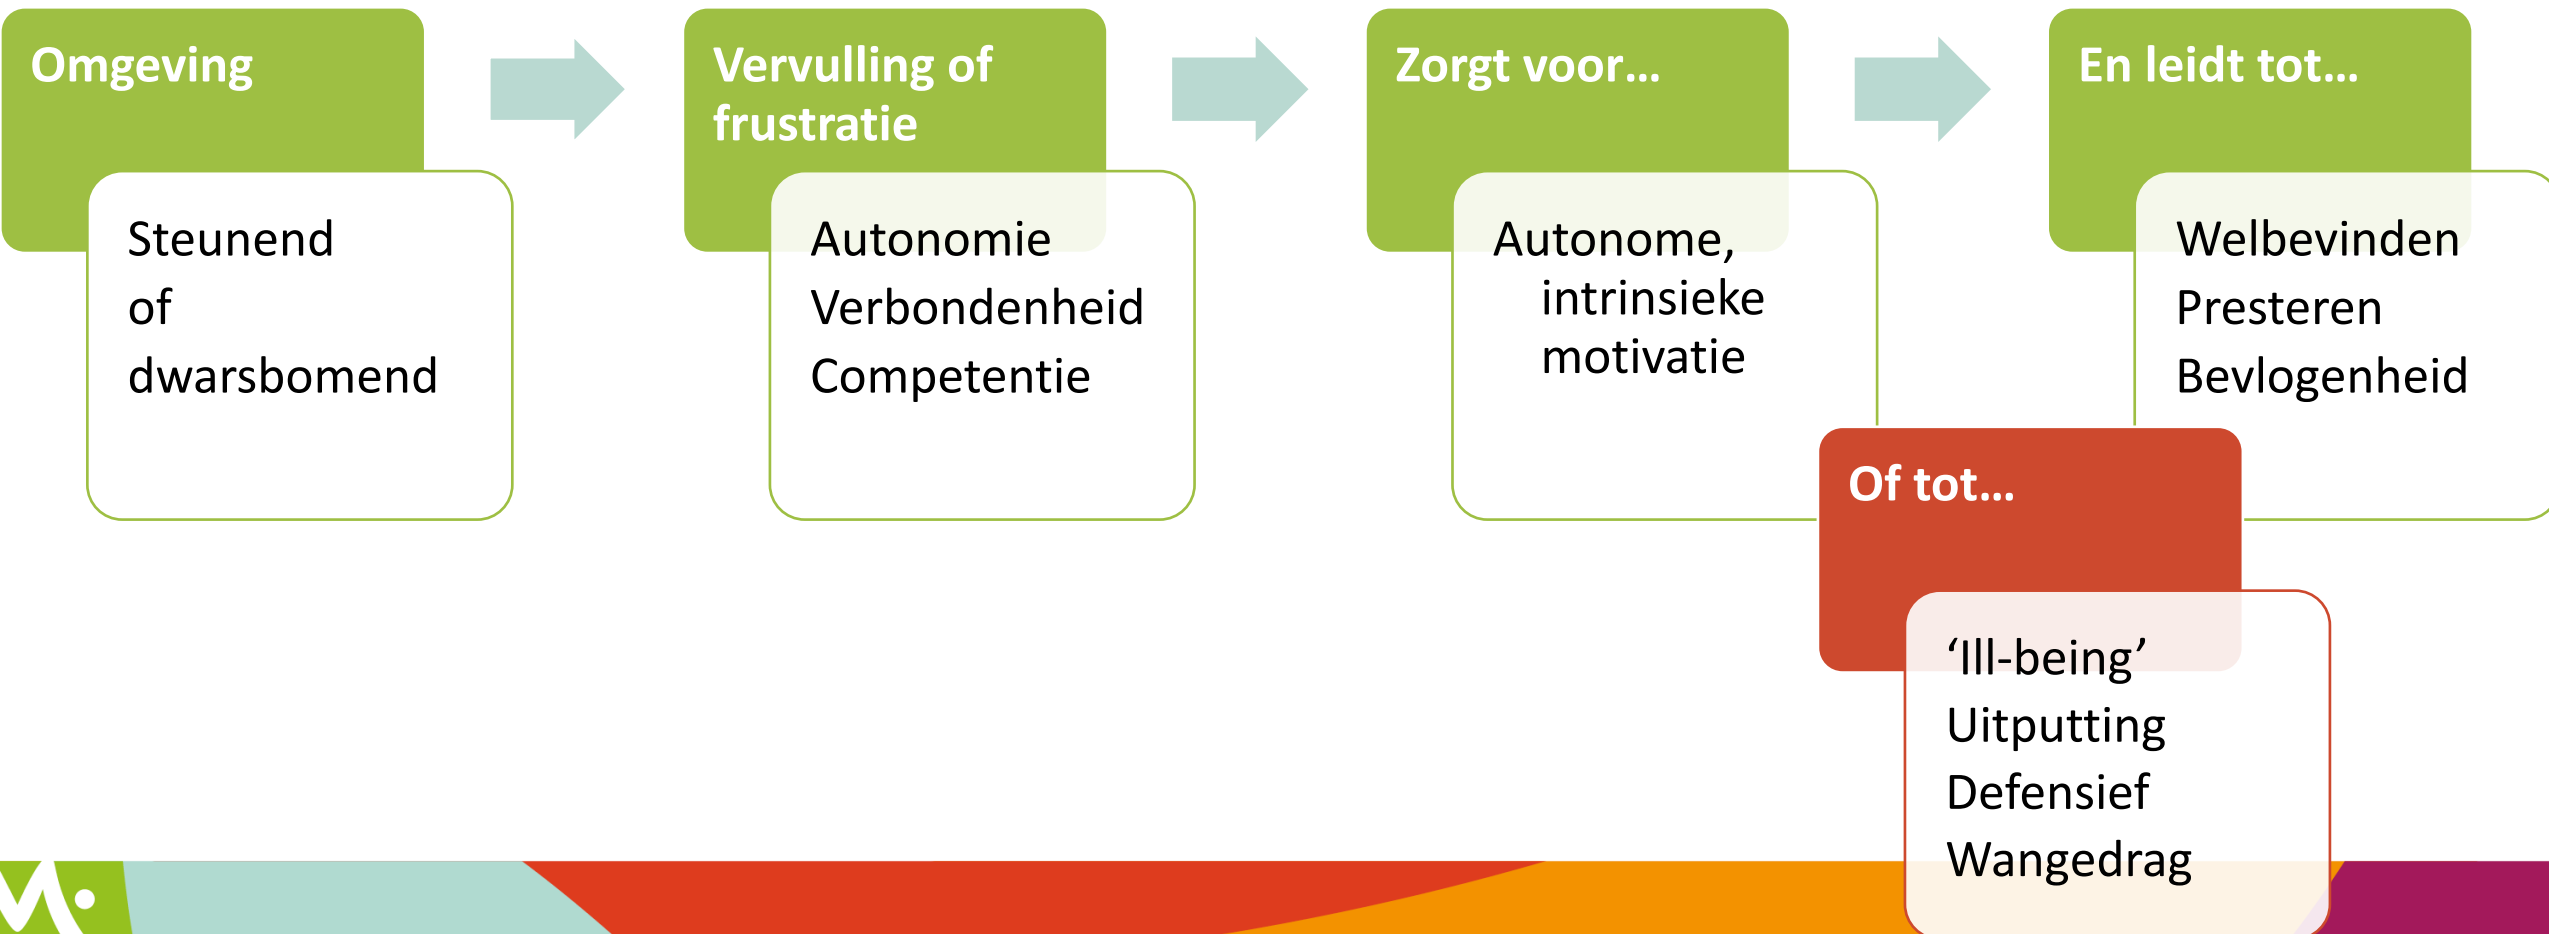 Omgeving
Steunend
of
dwarsbomend
Vervulling of
frustratie
Autonomie
Verbondenheid
Competentie
Zorgt voor...
Autonome,
intrinsieke
motivatie
En leidt tot...
Welbevinden
Presteren
Bevlogenheid
Of tot...
‘Ill-being’
Uitputting
Defensief
Wangedrag